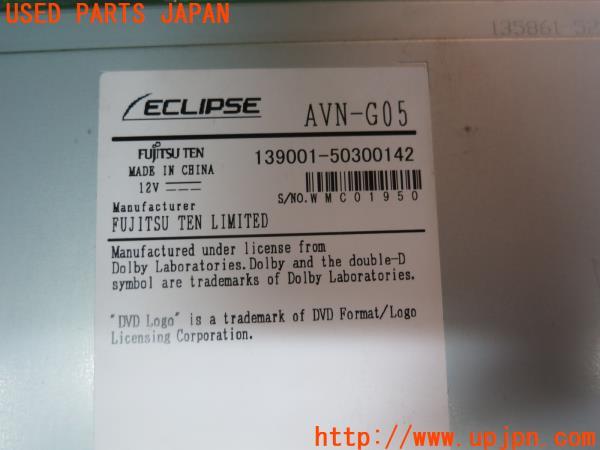 USED PARTS JAPAN
135861-52
ECLIPSE
AVN-G05
FUJITSU TEN
139001-50300142
MADE IN CHINA
12V
S/NO.WMC01950
Manufacturer
FUJITSU TEN LIMITED
Manufactured under license from
Dolby Laboratories.Dolby and the double-D
symbol are trademarks of Dolby Laboratories.
"DVD Logo" is a trademark of DVD Format/Logo
Licensing Corporation.
http://www.upjpn.com/